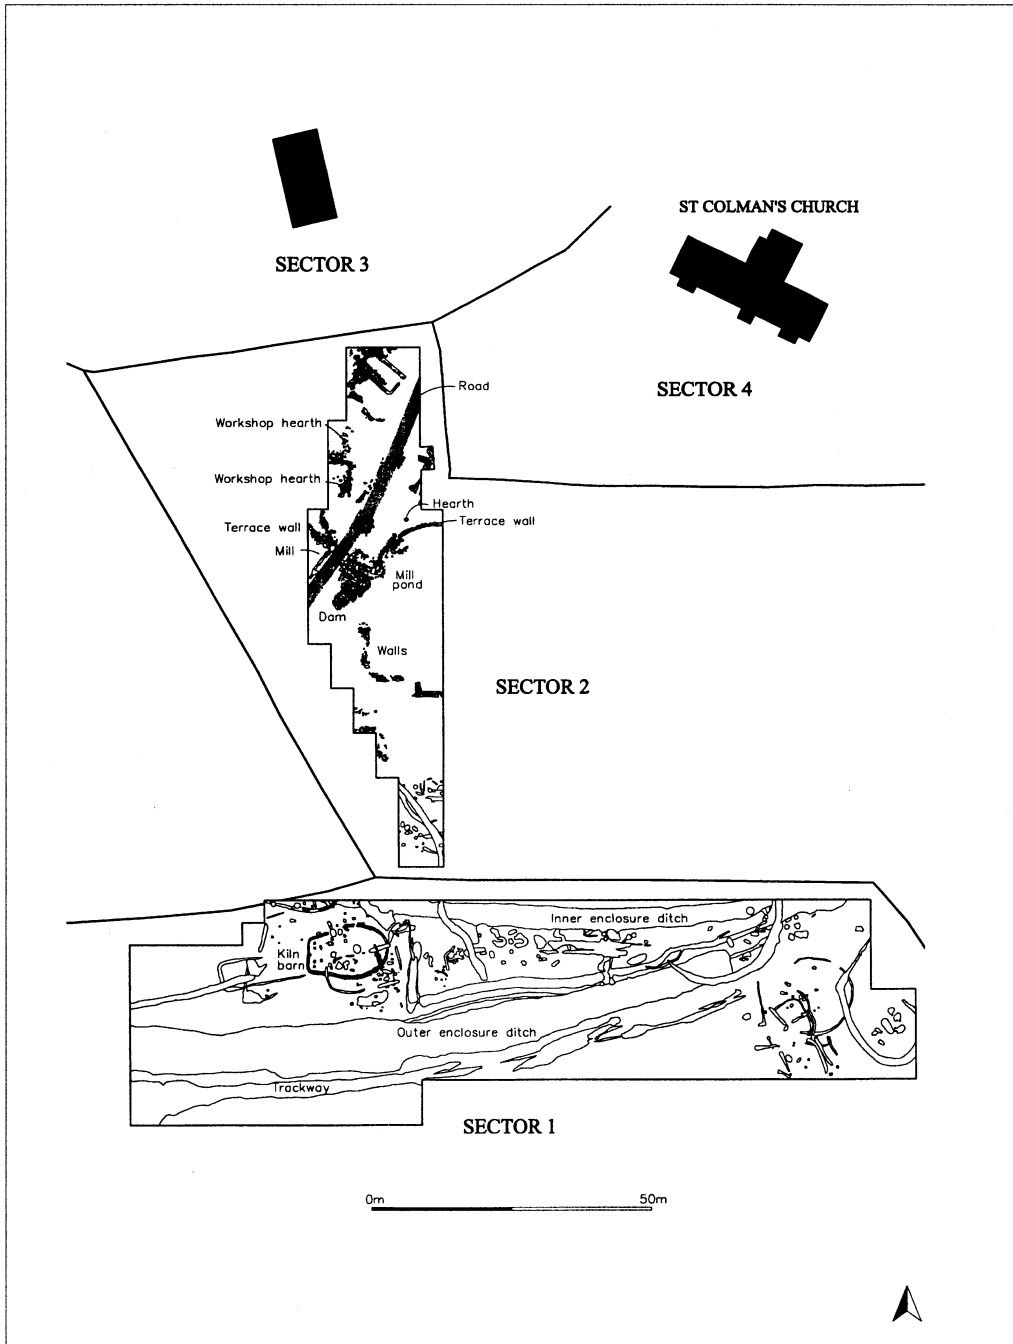 ST COLMAN'S CHURCH
SECTOR 3
Road
SECTOR 4
Workshop hearth
Workshop hearth
Hearth
Terrace wall
Terrace wall
Mill
Mill
pond
Dam
Walls
SECTOR 2
Inner enclosure ditch
Kiln
barn
Outer enclosure ditch
Trackway
SECTOR 1
0m
50m